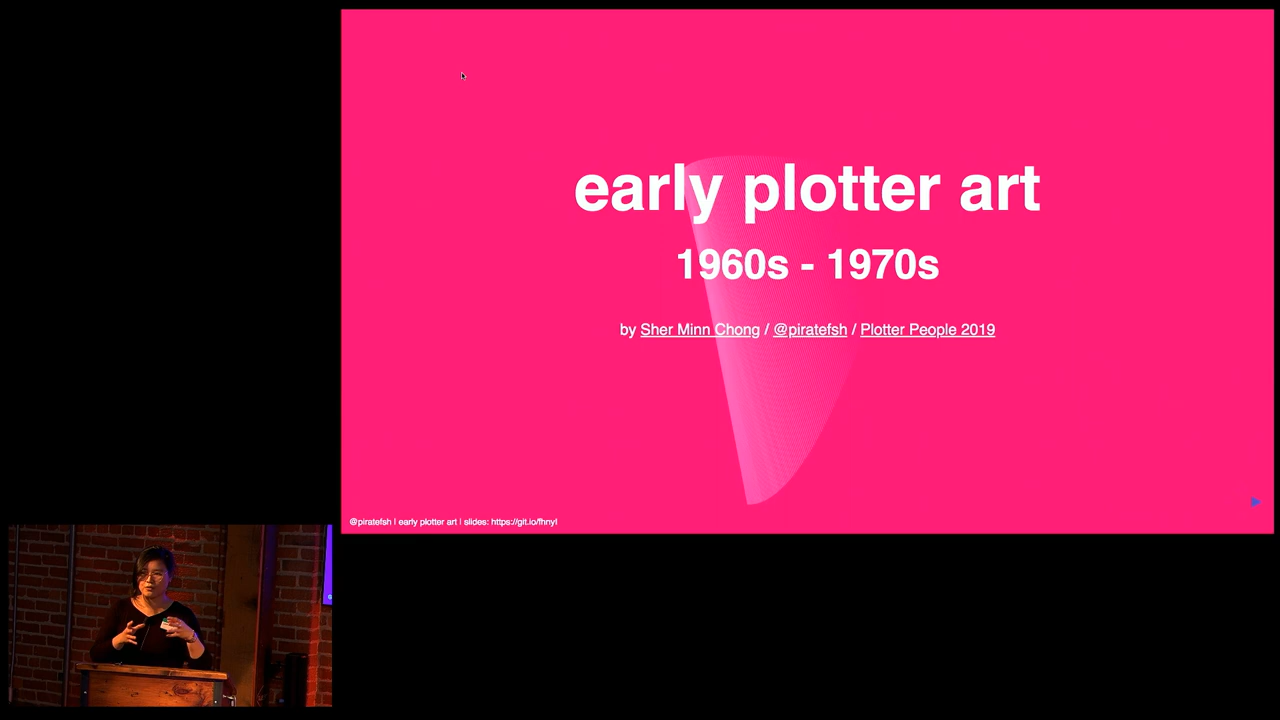 early plotter art
1960s - 1970s
by Sher Minn Chong / @piratefsh / Plotter People 2019
@piratefsh | early plotter art | slides: https://git.io/fhnyI